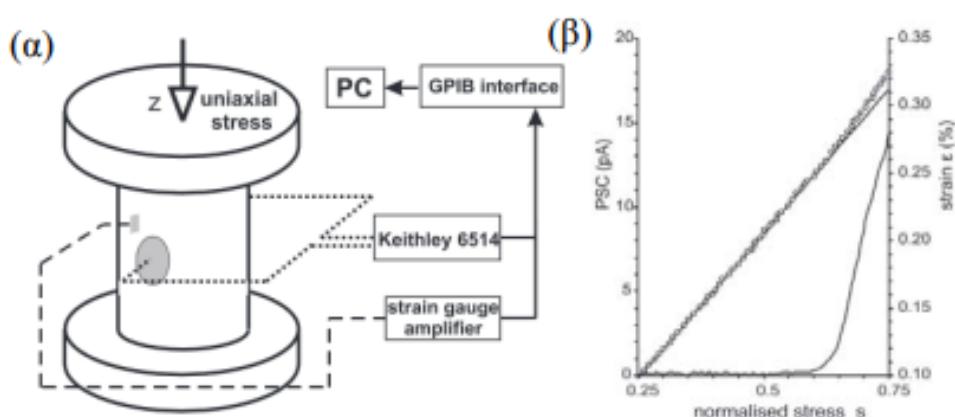 (α)
Z
uniaxial
stress
PC
GPIB interface
Keithley 6514
strain gauge
amplifier
(β)
20
15
10
5
0
PSC (pA)
0.35
0.30
0.25
0.20
0.15
0.10
strain ε (%)
0.25
0.5
0.75
normalised stress s